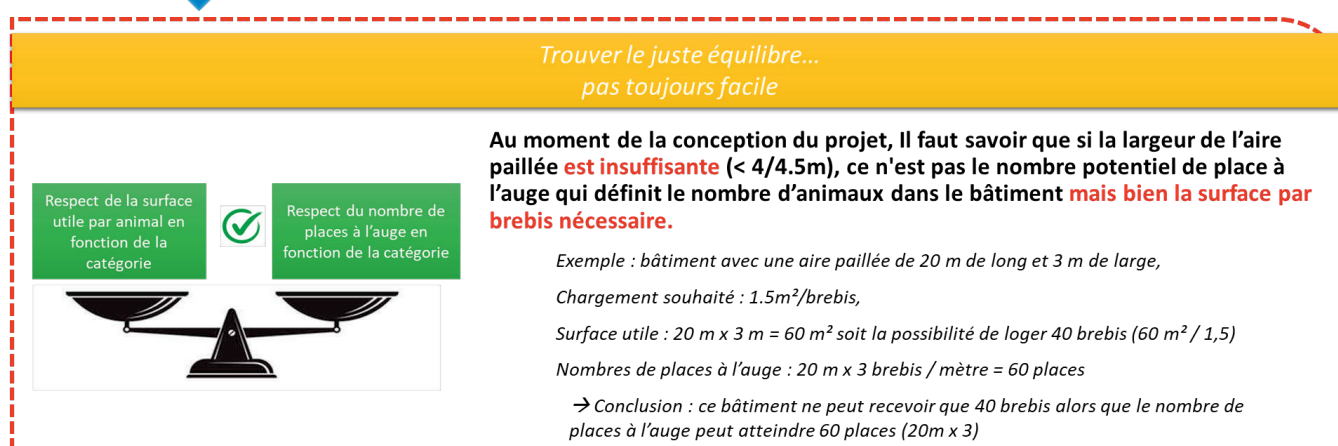 Trouver le juste équilibre...
pas toujours facile
Au moment de la conception du projet, Il faut savoir que si la largeur de l'aire
paillée est insuffisante (< 4/4.5m), ce n'est pas le nombre potentiel de place à
l'auge qui définit le nombre d'animaux dans le bâtiment mais bien la surface par
brebis nécessaire.
Respect de la surface
utile par animal en
fonction de la
catégorie
Respect du nombre de
places à l'auge en
fonction de la catégorie
Exemple : bâtiment avec une aire paillée de 20 m de long et 3 m de large,
Chargement souhaité : 1.5m²/brebis,
Surface utile : 20 m x 3 m = 60 m² soit la possibilité de loger 40 brebis (60 m² / 1,5)
Nombres de places à l'auge : 20 m x 3 brebis / mètre = 60 places
→ Conclusion : ce bâtiment ne peut recevoir que 40 brebis alors que le nombre de
places à l'auge peut atteindre 60 places (20m x 3)